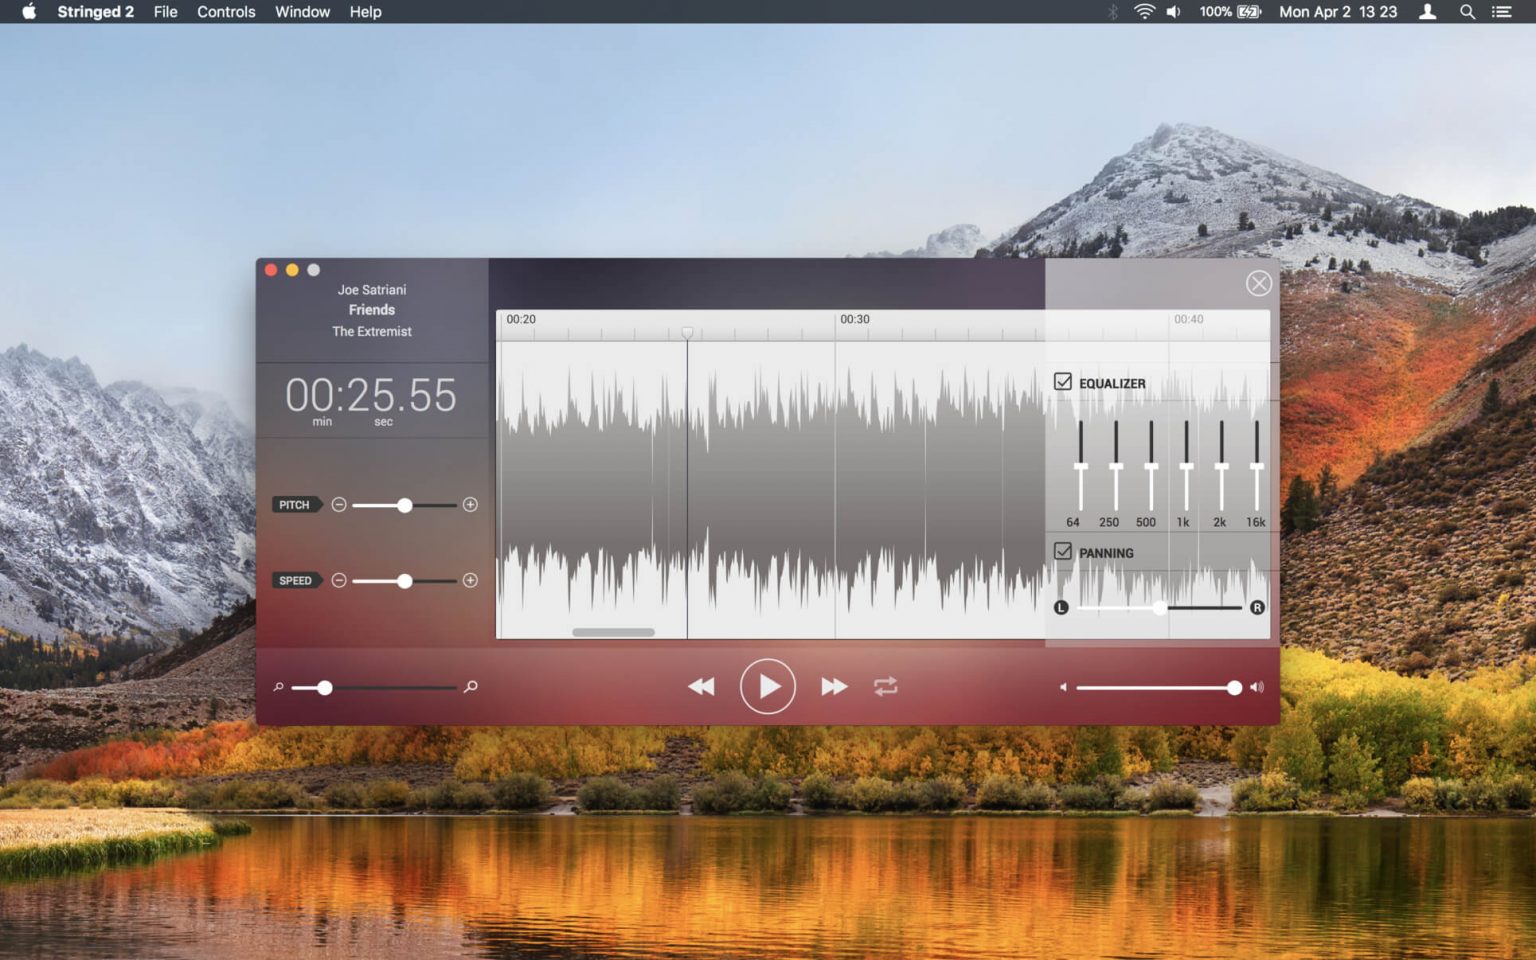 Stringed 2 File Controls Window Help 100% Mon Apr 2 13 23
Joe Satriani
Friends
The Extremist
00:25.55
min sec
PITCH
SPEED
00:20 00:30 00:40
EQUALIZER
64 250 500 1k 2k 16k
PANNING
L R